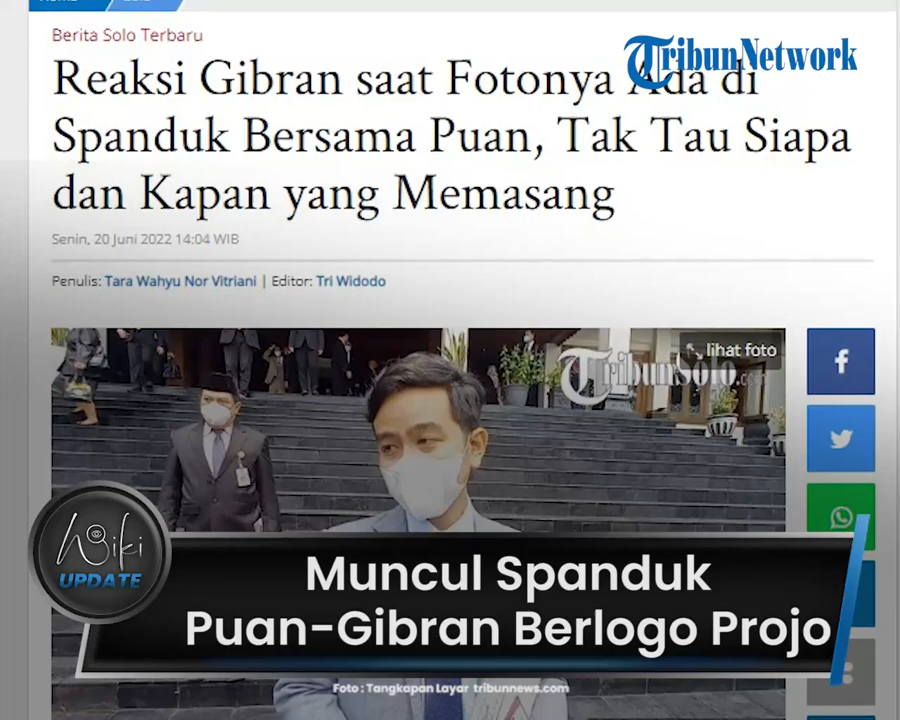 Berita Solo Terbaru
TribunNetwork
Reaksi Gibran saat Fotonya Ada di
Spanduk Bersama Puan, Tak Tau Siapa
dan Kapan yang Memasang
Senin, 20 Juni 2022 14:04 WIB
Penulis: Tara Wahyu Nor Vitriani | Editor: Tri Widodo
lihat foto
TribunSolo.com
Wiki
UPDATE
Muncul Spanduk
Puan-Gibran Berlogo Projo
Foto : Tangkapan Layar tribunnews.com